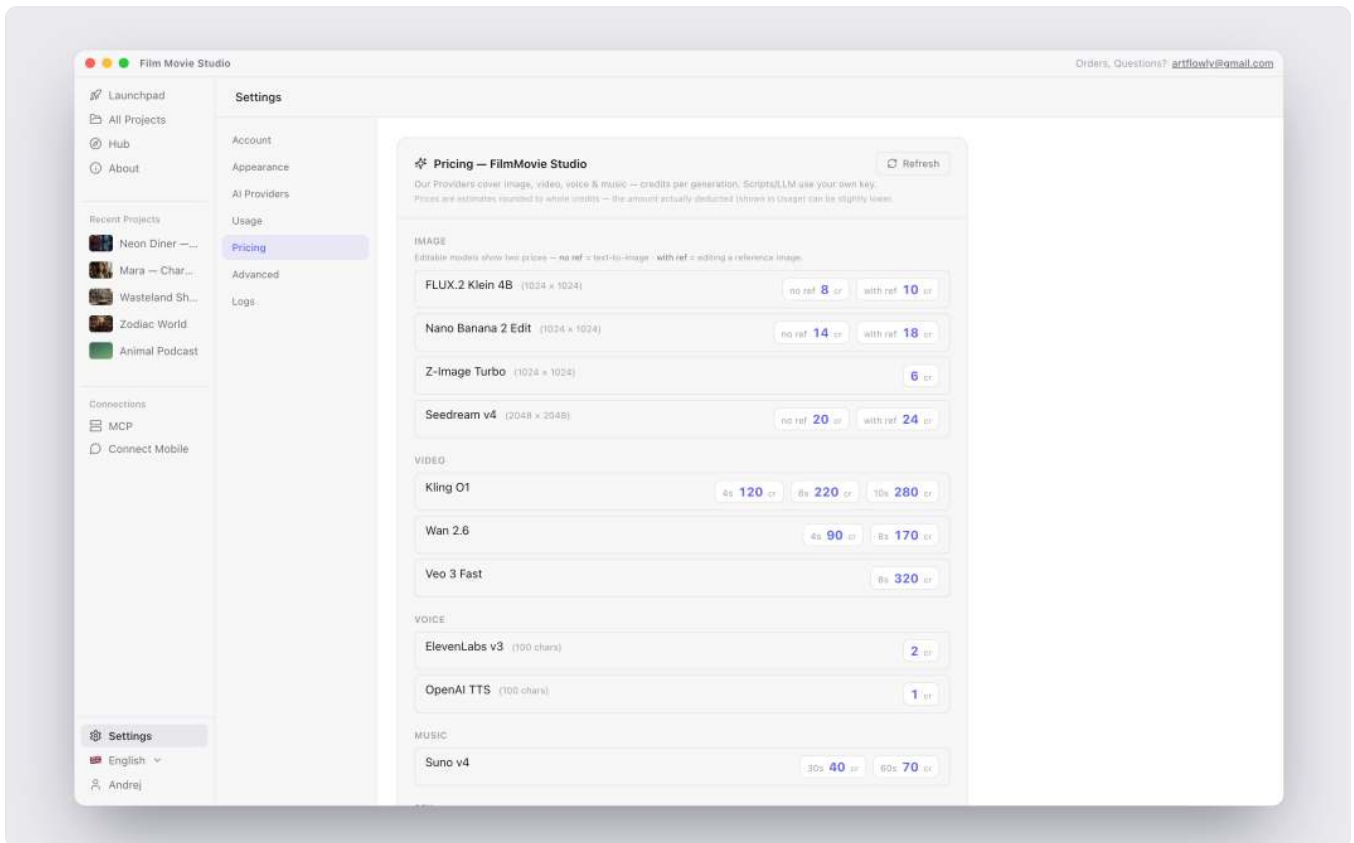 Film Movie Studio
Orders, Questions? artflowly@gmail.com
Launchpad
All Projects
Hub
About
Recent Projects
Neon Diner —...
Mara — Char...
Wasteland Sh...
Zodiac World
Animal Podcast
Connections
MCP
Connect Mobile
Settings
English
Andrej
Settings
Account
Appearance
AI Providers
Usage
Pricing
Advanced
Logs
Pricing — FilmMovie Studio
Refresh
Our Providers cover image, video, voice & music — credits per generation. Scripts/LLM use your own key.
Prices are estimates rounded to whole credits — the amount actually deducted (shown in Usage) can be slightly lower.
IMAGE
Editable models show two prices — no ref = text-to-image · with ref = editing a reference image.
FLUX.2 Klein 4B (1024 × 1024) no ref 8 cr with ref 10 cr
Nano Banana 2 Edit (1024 × 1024) no ref 14 cr with ref 18 cr
Z-Image Turbo (1024 × 1024) 6 cr
Seedream v4 (2048 × 2048) no ref 20 cr with ref 24 cr
VIDEO
Kling O1 4s 120 cr 8s 220 cr 10s 280 cr
Wan 2.6 4s 90 cr 8s 170 cr
Veo 3 Fast 8s 320 cr
VOICE
ElevenLabs v3 (100 chars) 2 cr
OpenAI TTS (100 chars) 1 cr
MUSIC
Suno v4 30s 40 cr 60s 70 cr